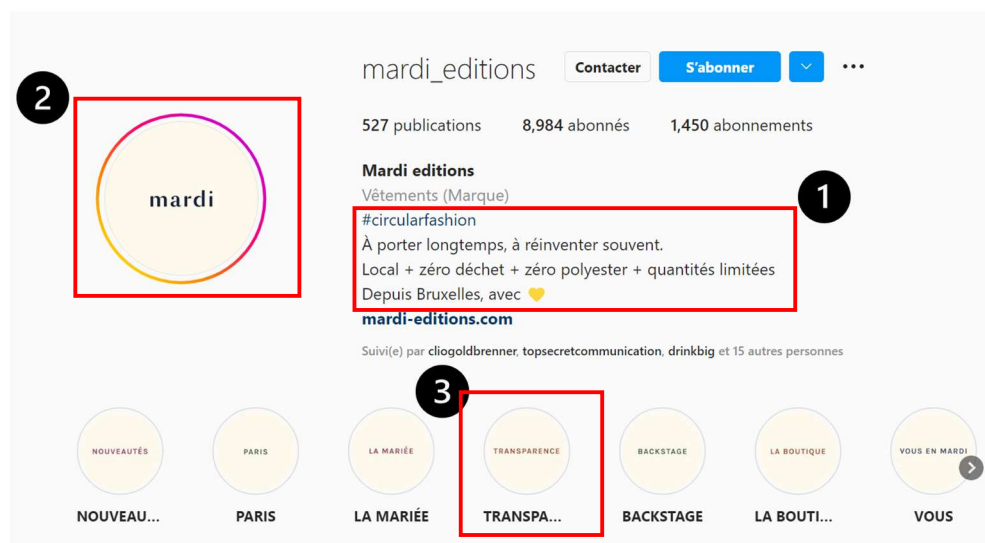 mardi_editions Contacter S'abonner
2
527 publications 8,984 abonnés 1,450 abonnements
mardi
Mardi editions
Vêtements (Marque)
1
#circularfashion
À porter longtemps, à réinventer souvent.
Local + zéro déchet + zéro polyester + quantités limitées
Depuis Bruxelles, avec 💛
mardi-editions.com
Suivi(e) par cliogoldbrenner, topsecretcommunication, drinkbig et 15 autres personnes
3
NOUVEAUTÉS PARIS LA MARIÉE TRANSPARENCE BACKSTAGE LA BOUTIQUE VOUS EN MARDI
NOUVEAU... PARIS LA MARIÉE TRANSPA... BACKSTAGE LA BOUTI... VOUS